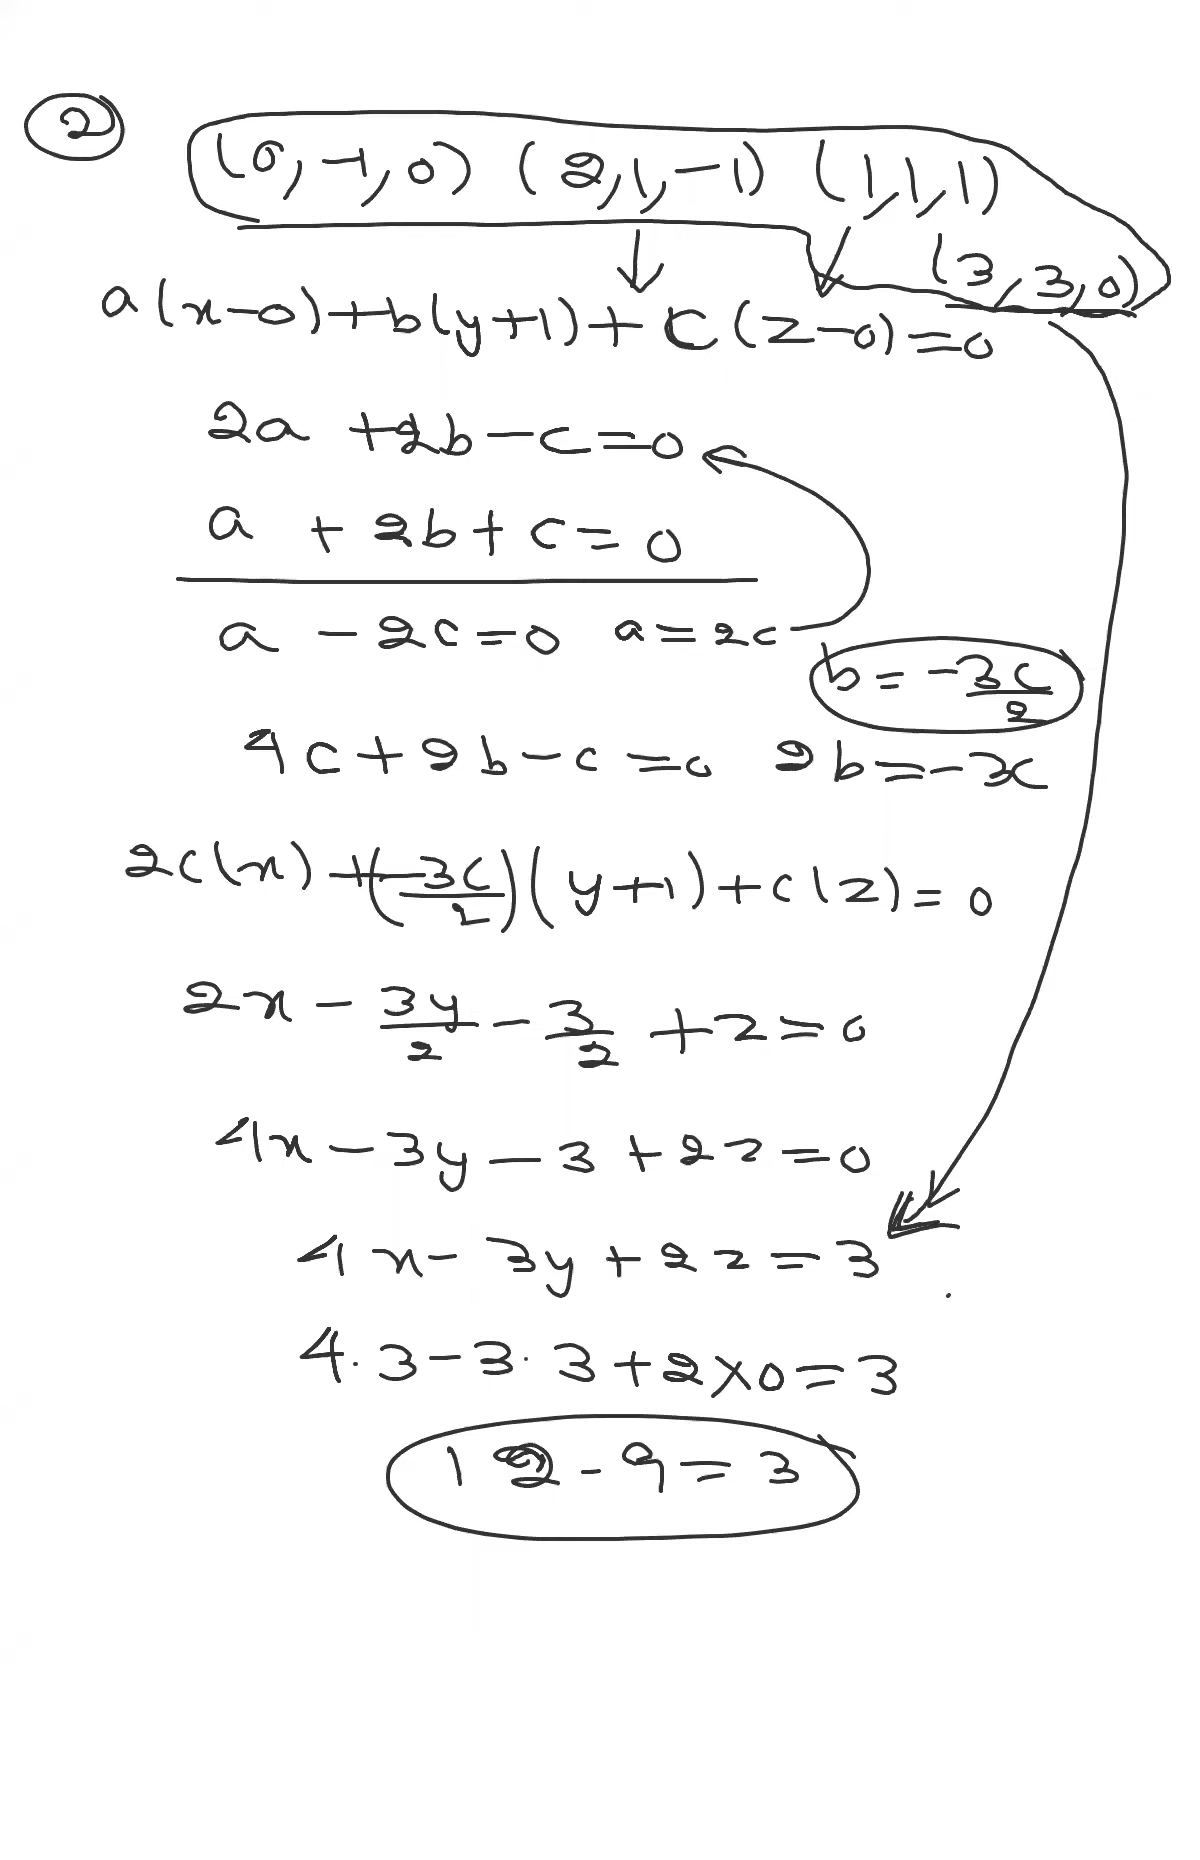 ② (0,-1,0) (2,1,-1) (1,1,1)
(3,3,0)
a(x-0)+b(y+1)+c(z-0)=0
2a +2b-c=0
a + 2b+c=0
a - 2c=0 a=2c
b=-3c/2
4c+2b-c=0 2b=-3c
2c(x)+(-3c/2)(y+1)+c(z)=0
2x-3y/2-3/2+z=0
4x-3y-3+2z=0
4x-3y+2z=3
4.3-3.3+2×0=3
12-9=3